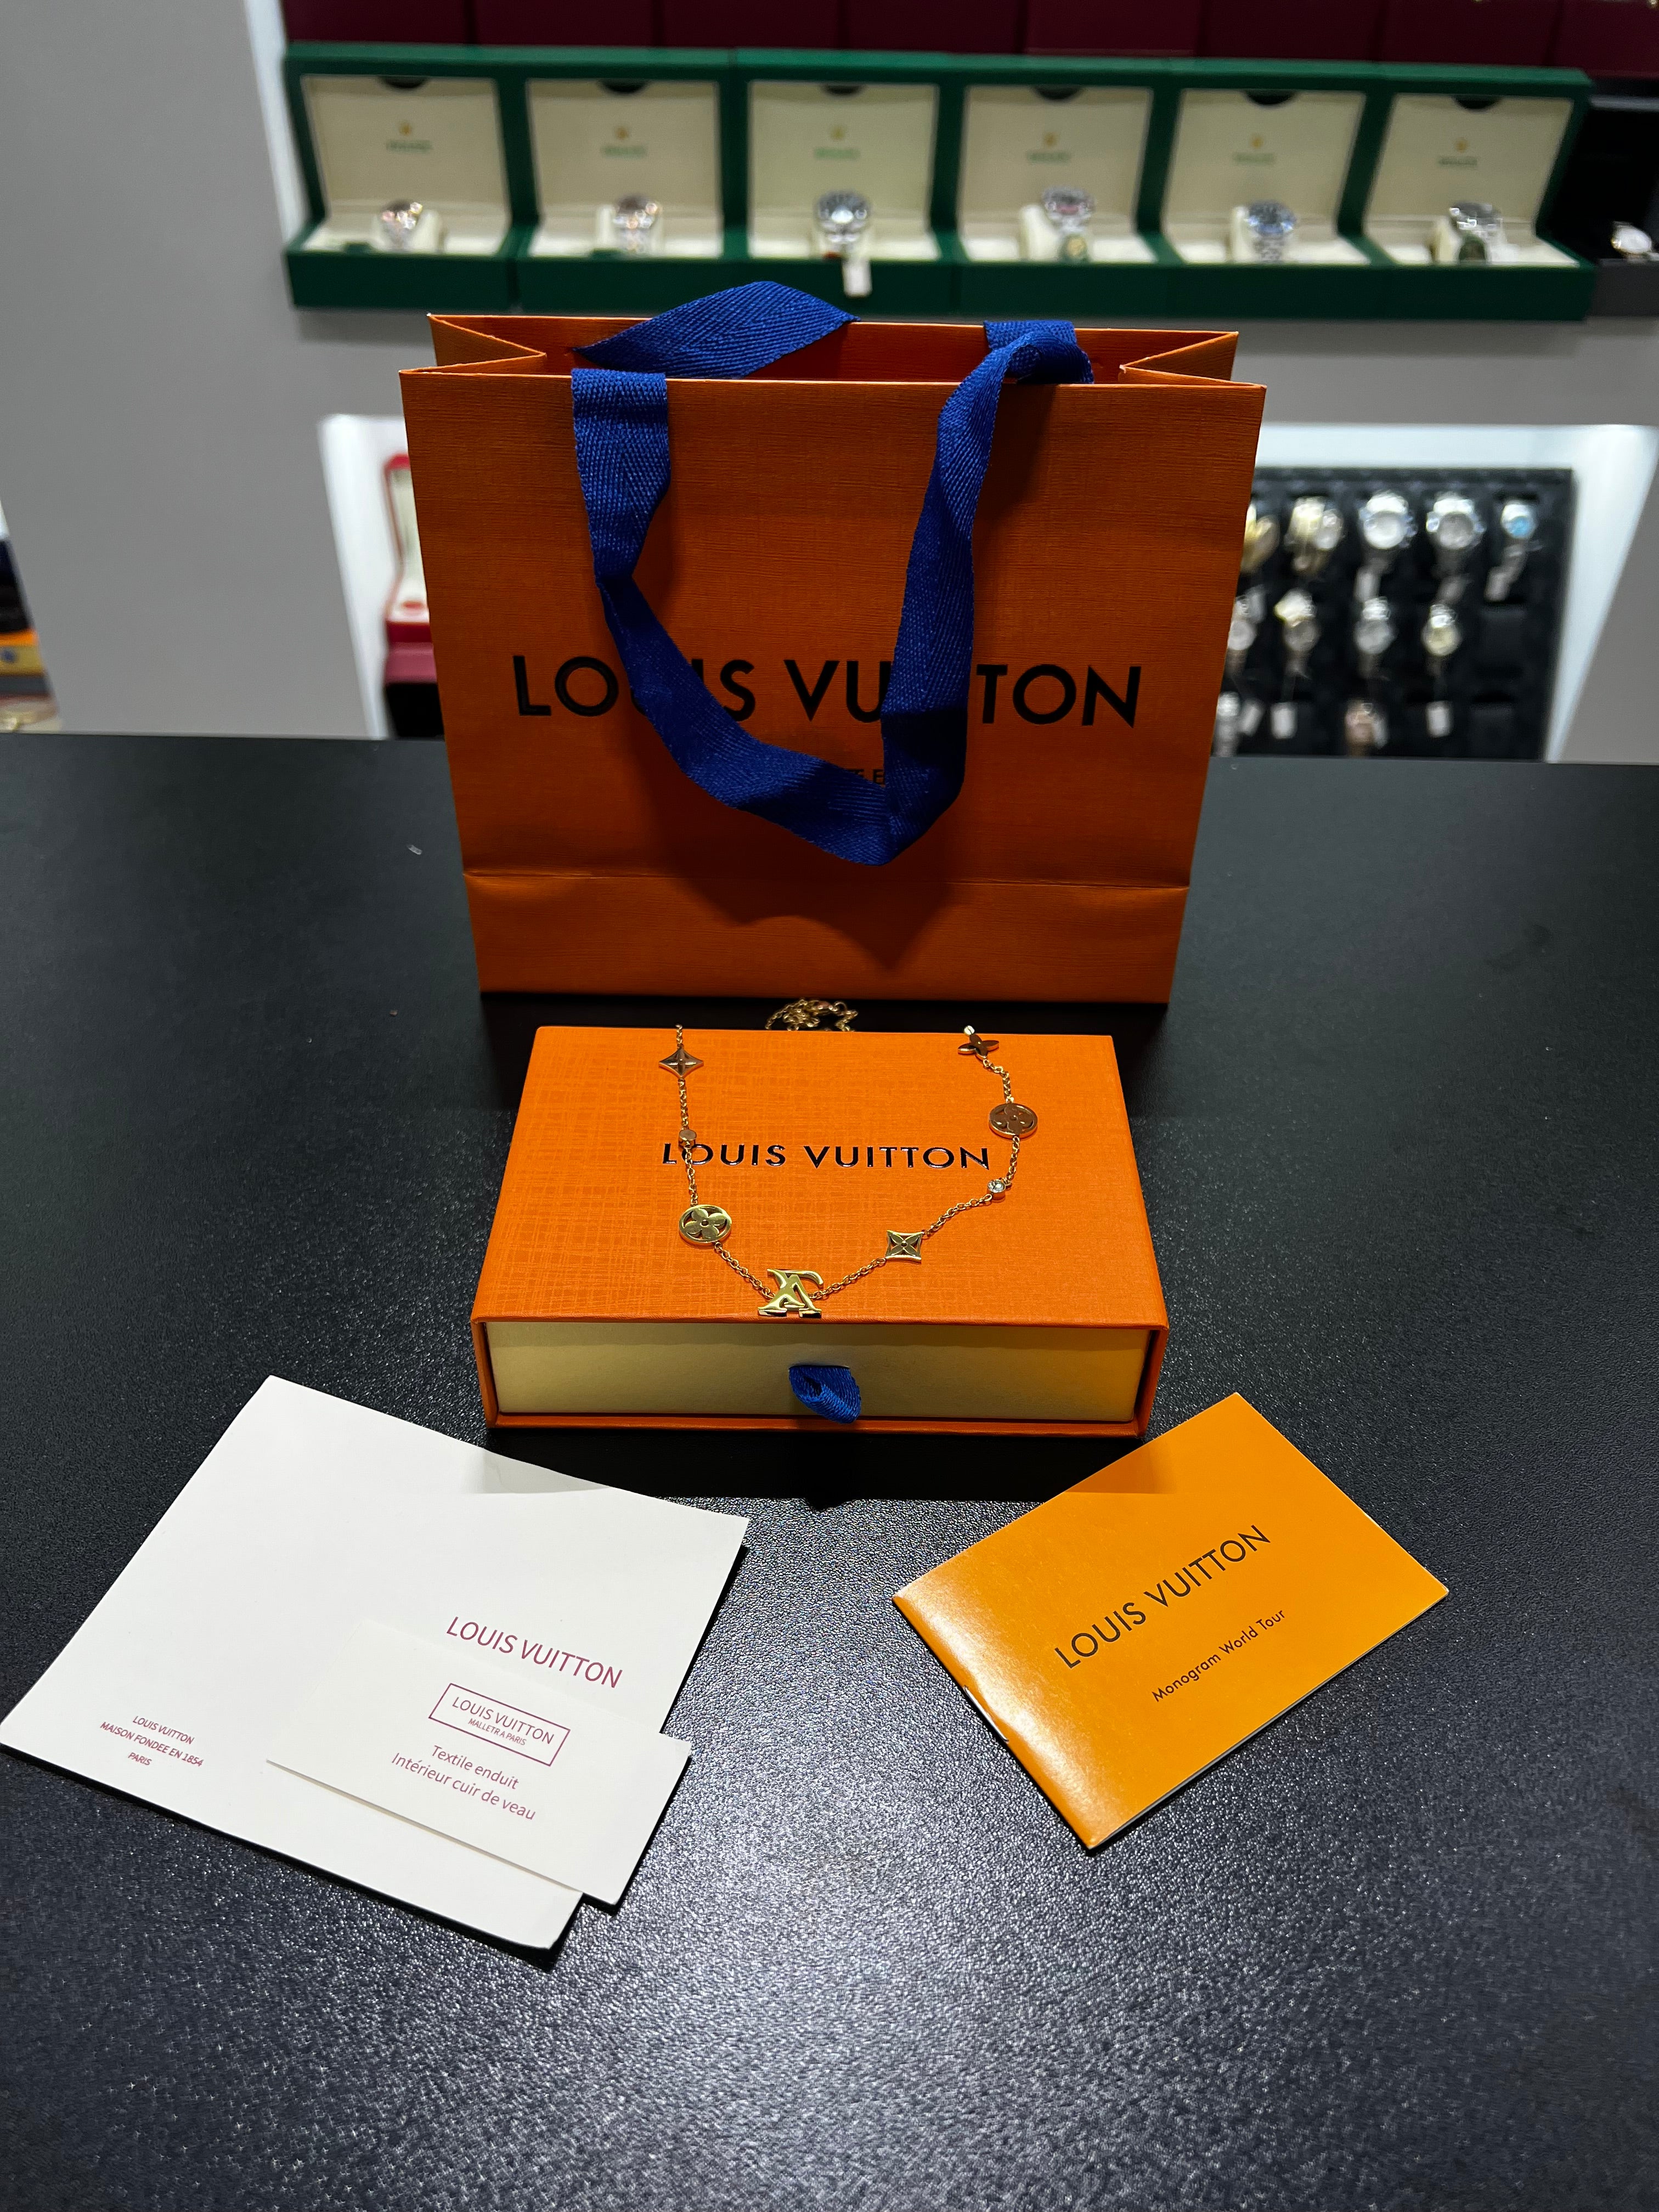 LOUIS VUITTON
LOUIS VUITTON
LOUIS VUITTON
LOUIS VUITTON
MALLETR A PARIS
Textile enduit
Intérieur cuir de veau
LOUIS VUITTON
MAISON FONDEE EN 1854
PARIS
LOUIS VUITTON
Monogram World Tour